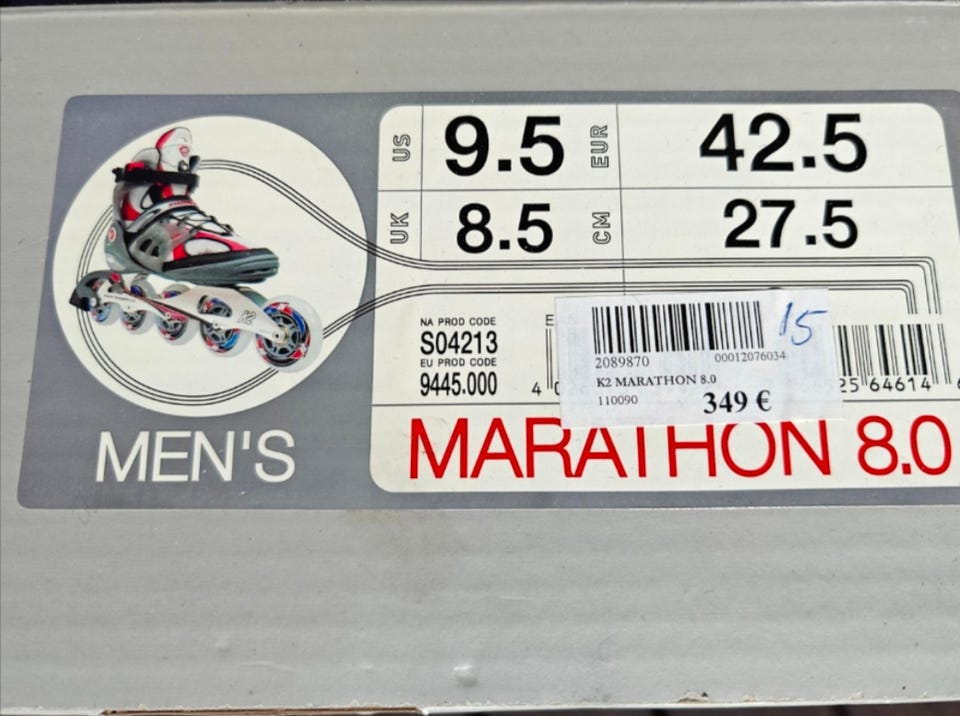 US 9.5 EUR 42.5
UK 8.5 CM 27.5
NA PROD CODE
S04213
EU PROD CODE
9445.000
15
2089870 00012076034
K2 MARATHON 8.0
110090 349 €
25 64614
MARATHON 8.0
MEN'S